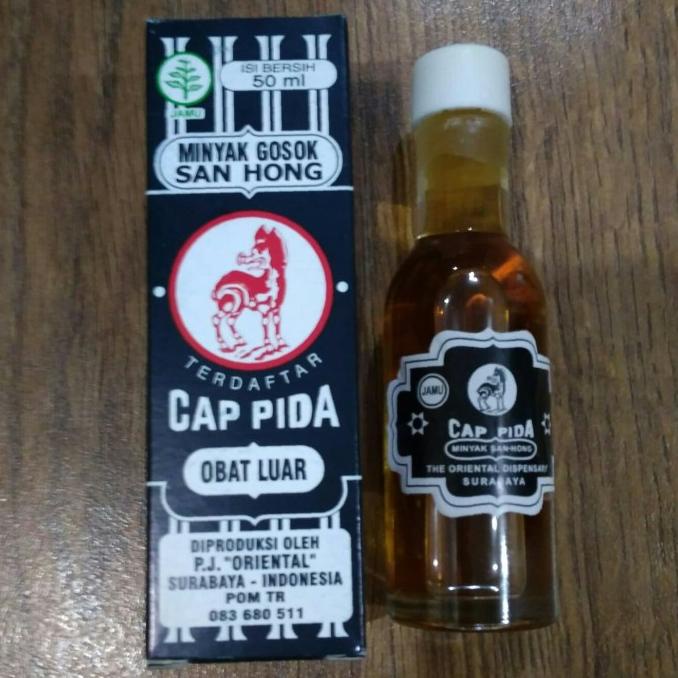 ISI BERSIH
50 ml
JAMU
MINYAK GOSOK
SAN HONG
TERDAFTAR
CAP PIDA
OBAT LUAR
DIPRODUKSI OLEH
P.J. "ORIENTAL"
SURABAYA - INDONESIA
POM TR
083 680 511
JAMU
CAP PIDA
MINYAK SAN-HONG
THE ORIENTAL DISPENSARY
SURABAYA